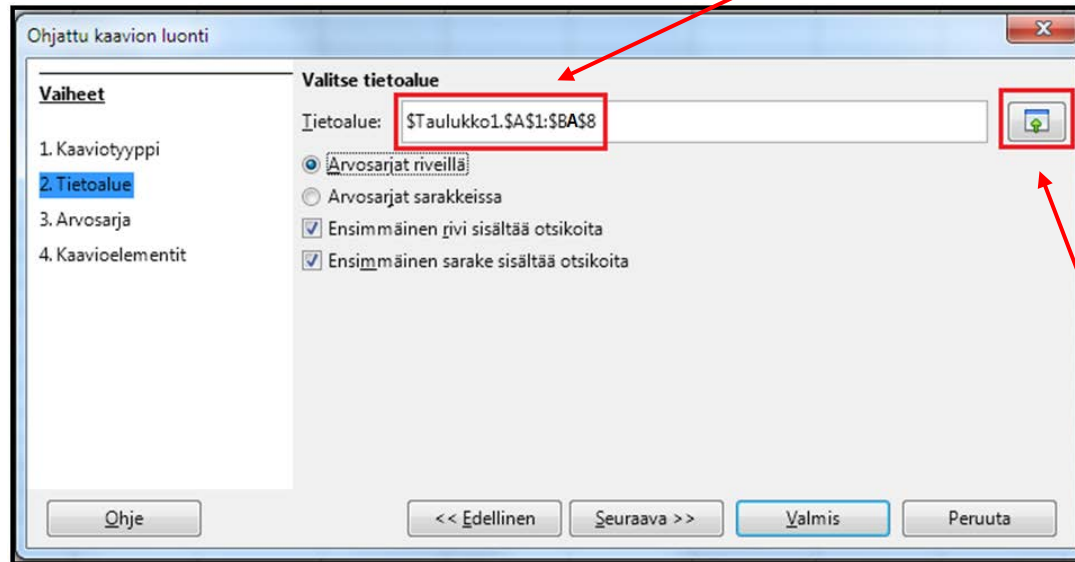 Ohjattu kaavion luonti
Vaiheet
1. Kaaviotyyppi
2. Tietoalue
3. Arvosarja
4. Kaavioelementit
Valitse tietoalue
Tietoalue: $Taulukko1.$A$1:$BA$8
Arvosarjat riveillä
Arvosarjat sarakkeissa
Ensimmäinen rivi sisältää otsikoita
Ensimmäinen sarake sisältää otsikoita
Ohje << Edellinen Seuraava >> Valmis Peruuta